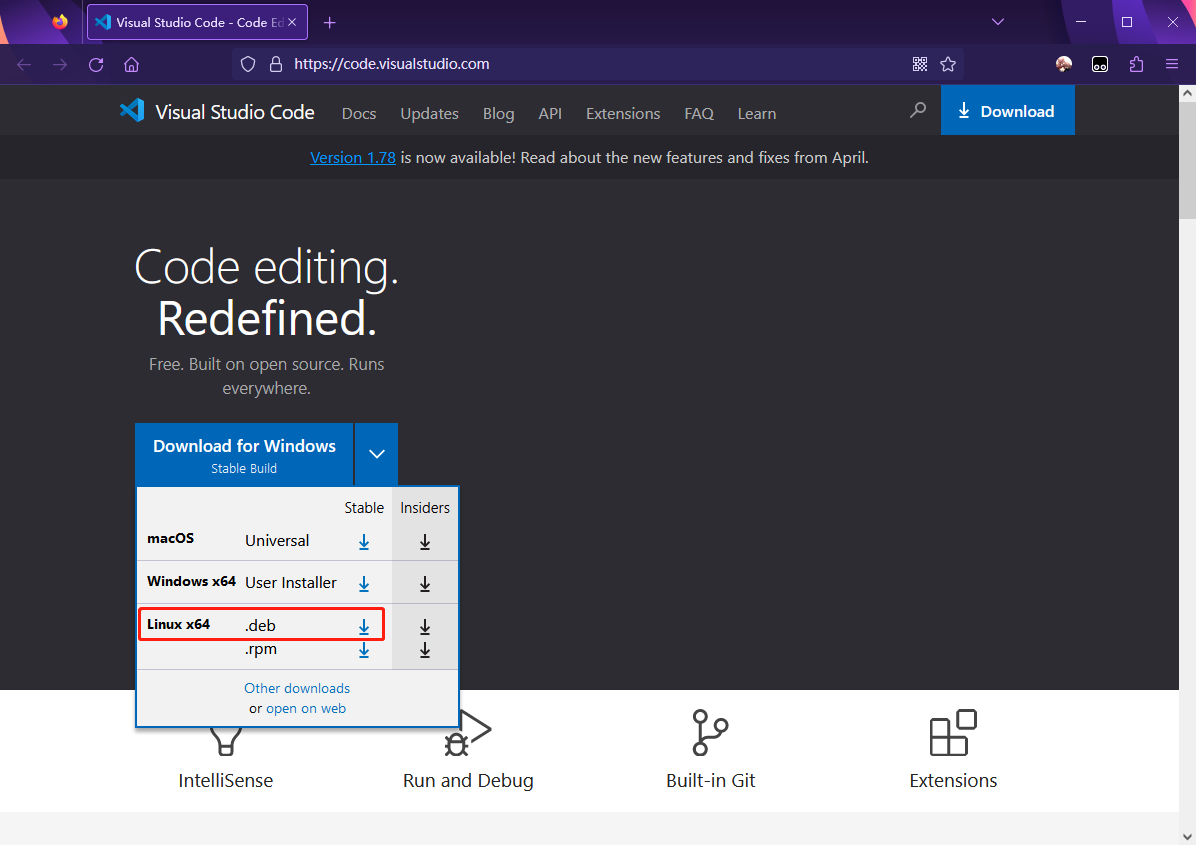 Visual Studio Code - Code Ed
https://code.visualstudio.com
Visual Studio Code Docs Updates Blog API Extensions FAQ Learn Download
Version 1.78 is now available! Read about the new features and fixes from April.
Code editing.
Redefined.
Free. Built on open source. Runs
everywhere.
Download for Windows
Stable Build
Stable Insiders
macOS Universal
Windows x64 User Installer
Linux x64 .deb
.rpm
Other downloads
or open on web
IntelliSense Run and Debug Built-in Git Extensions